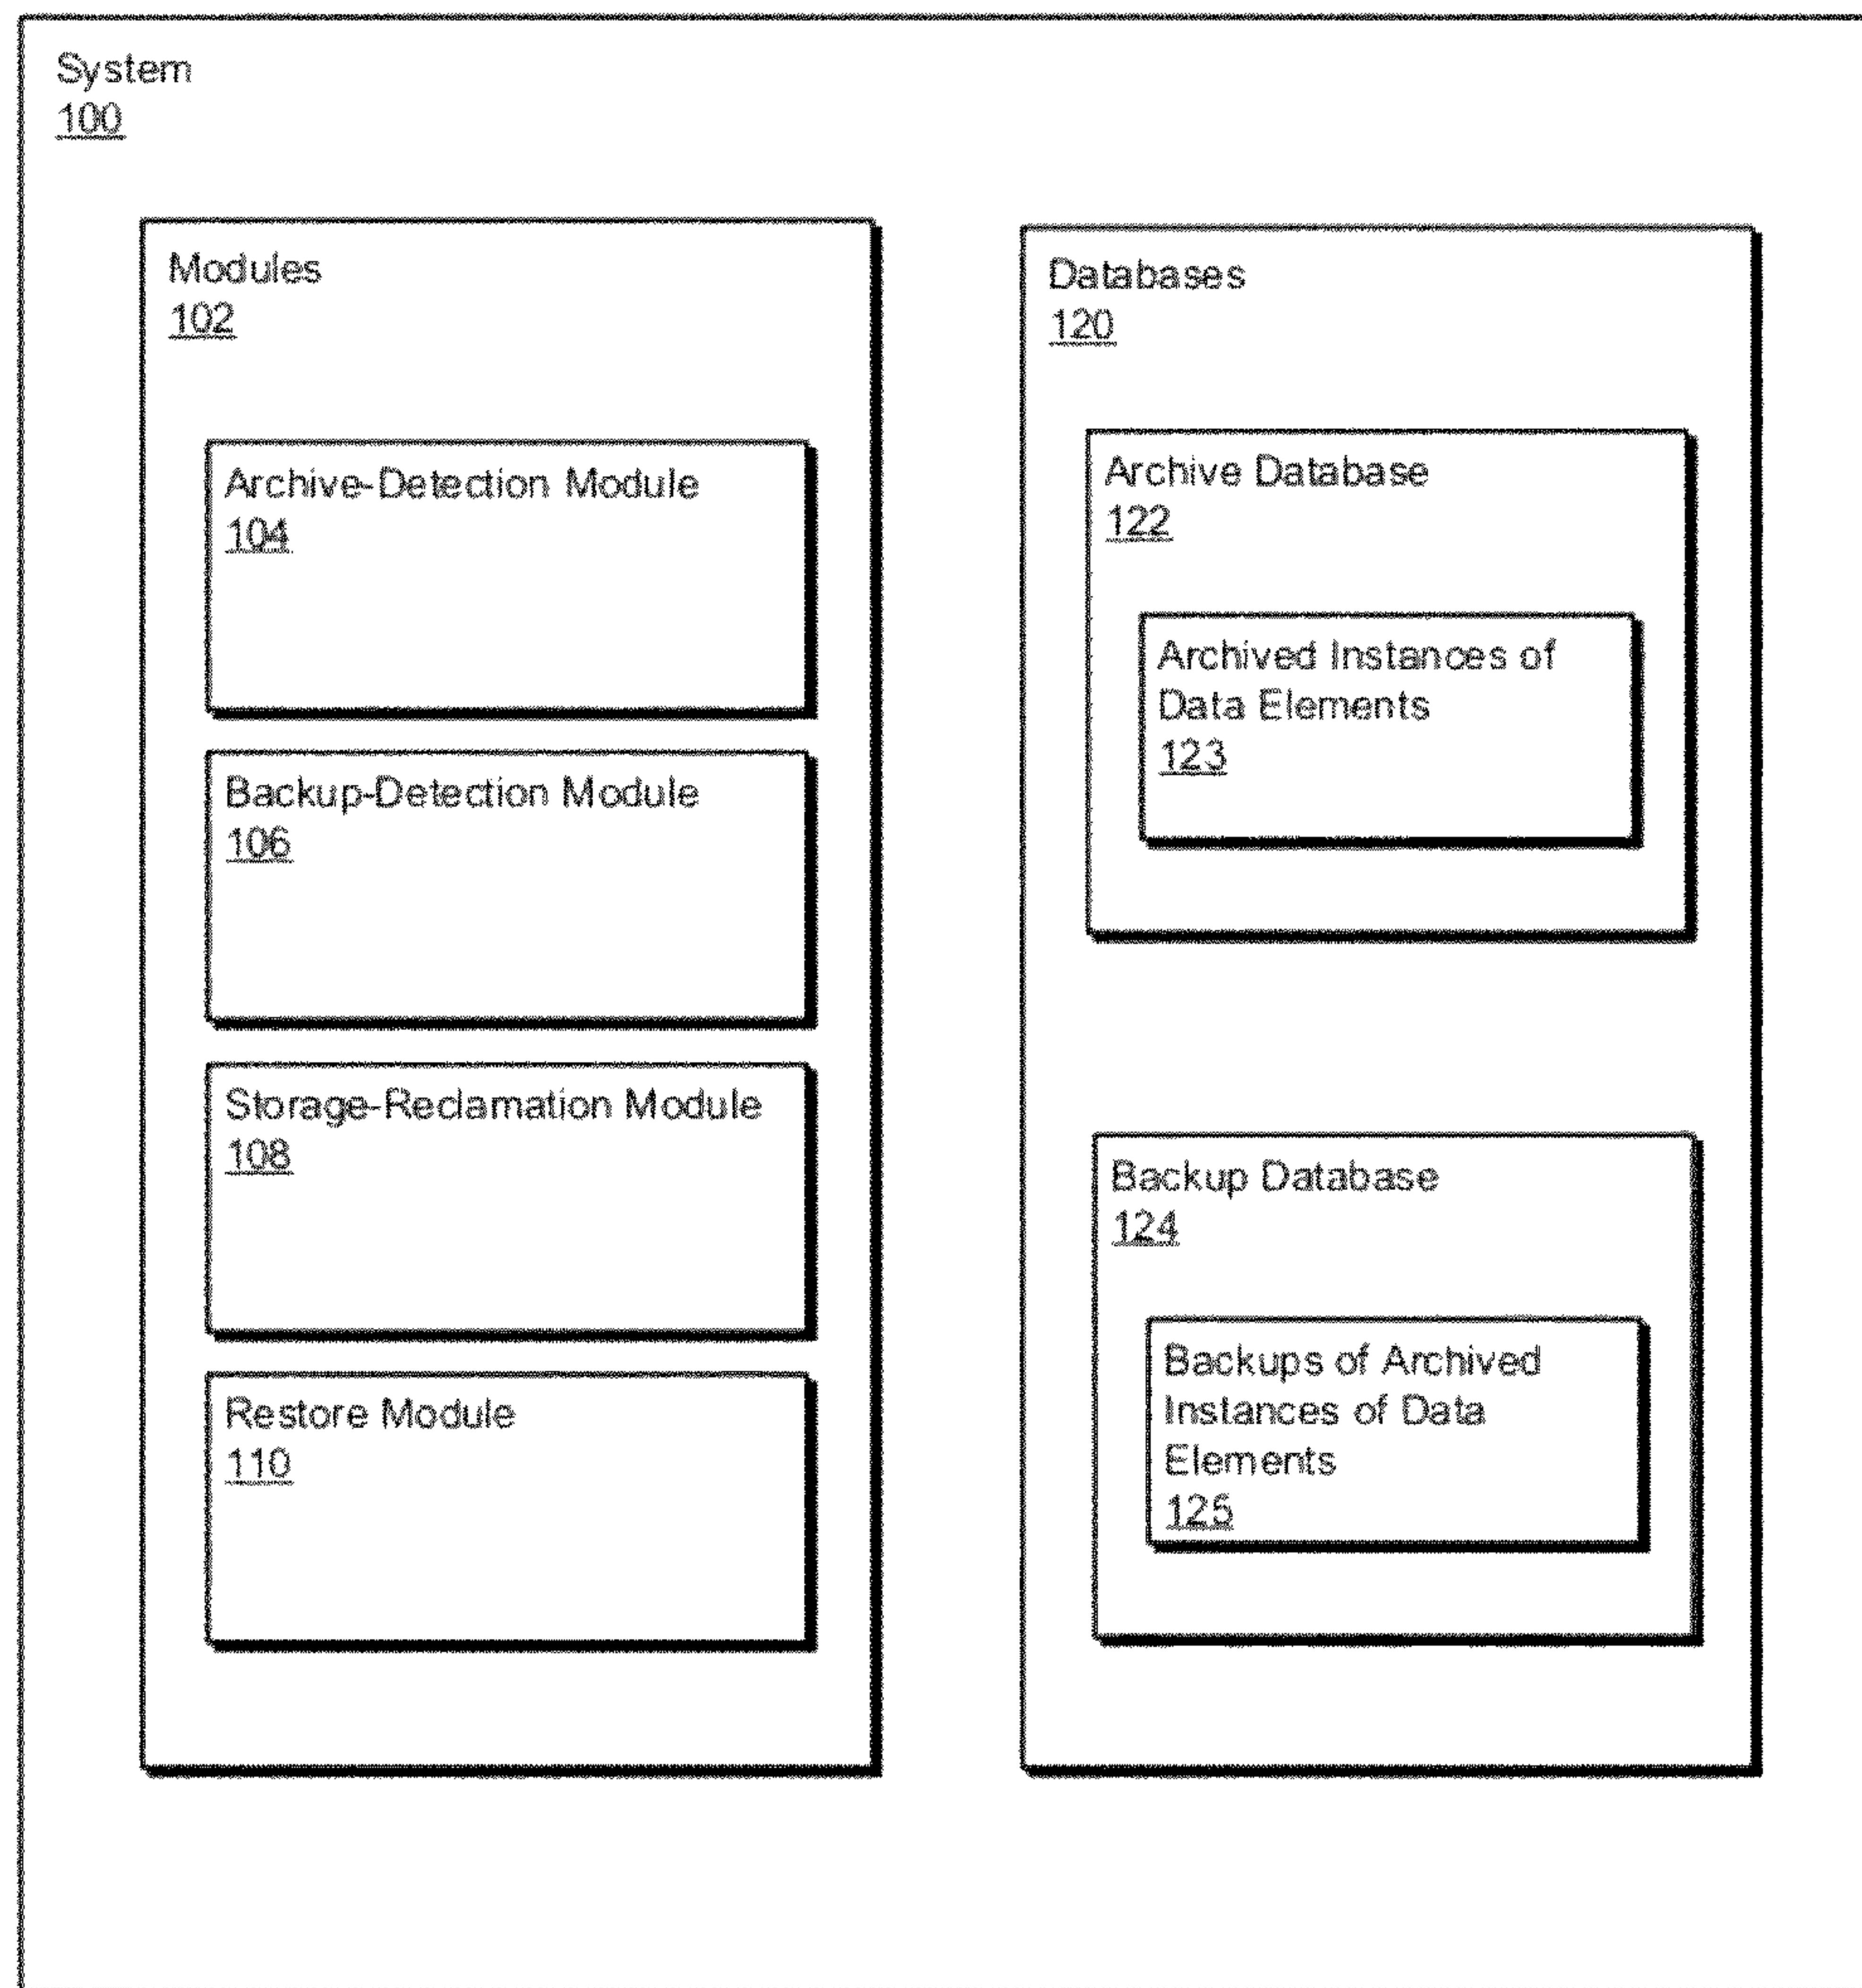 System
100
Modules
102
Archive-Detection Module
104
Backup-Detection Module
106
Storage-Reclamation Module
108
Restore Module
110
Databases
120
Archive Database
122
Archived Instances of
Data Elements
123
Backup Database
124
Backups of Archived
Instances of Data
Elements
125